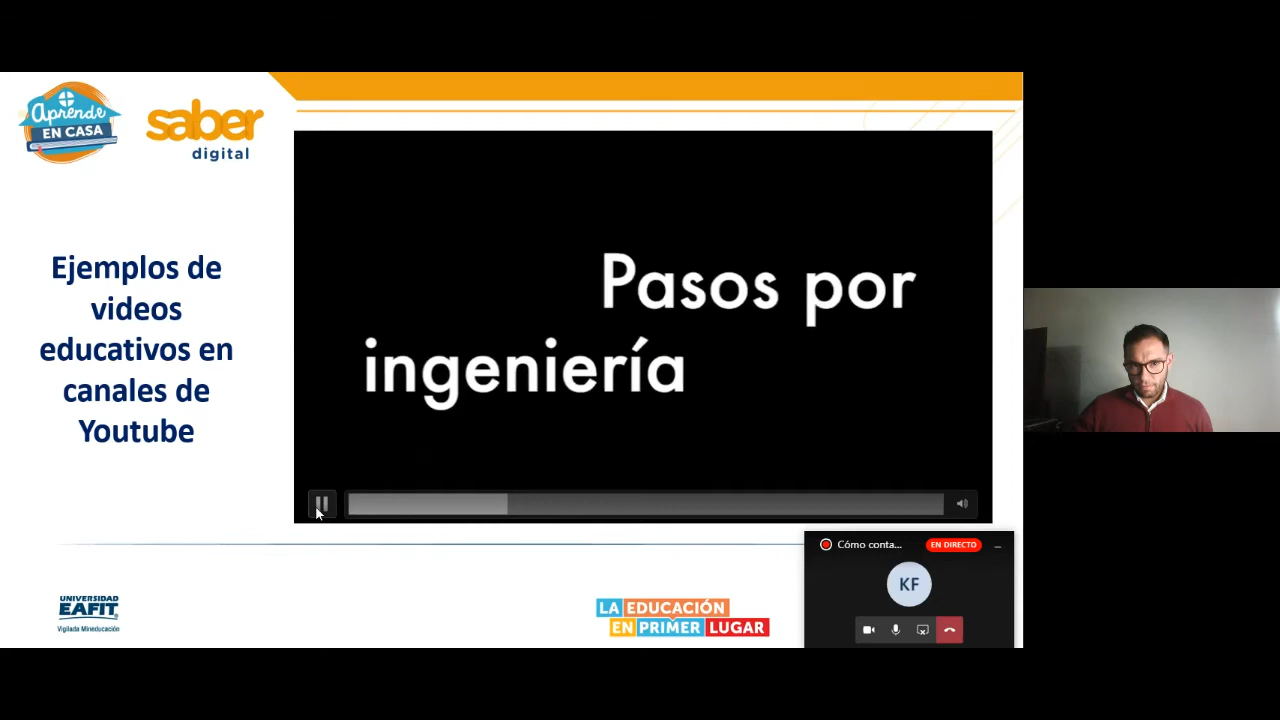 Aprende
EN CASA
saber
digital
Ejemplos de
videos
educativos en
canales de
Youtube
Pasos por
ingeniería
UNIVERSIDAD
EAFIT
Vigilada Mineducación
LA EDUCACIÓN
EN PRIMER LUGAR
Cómo conta...
EN DIRECTO
KF